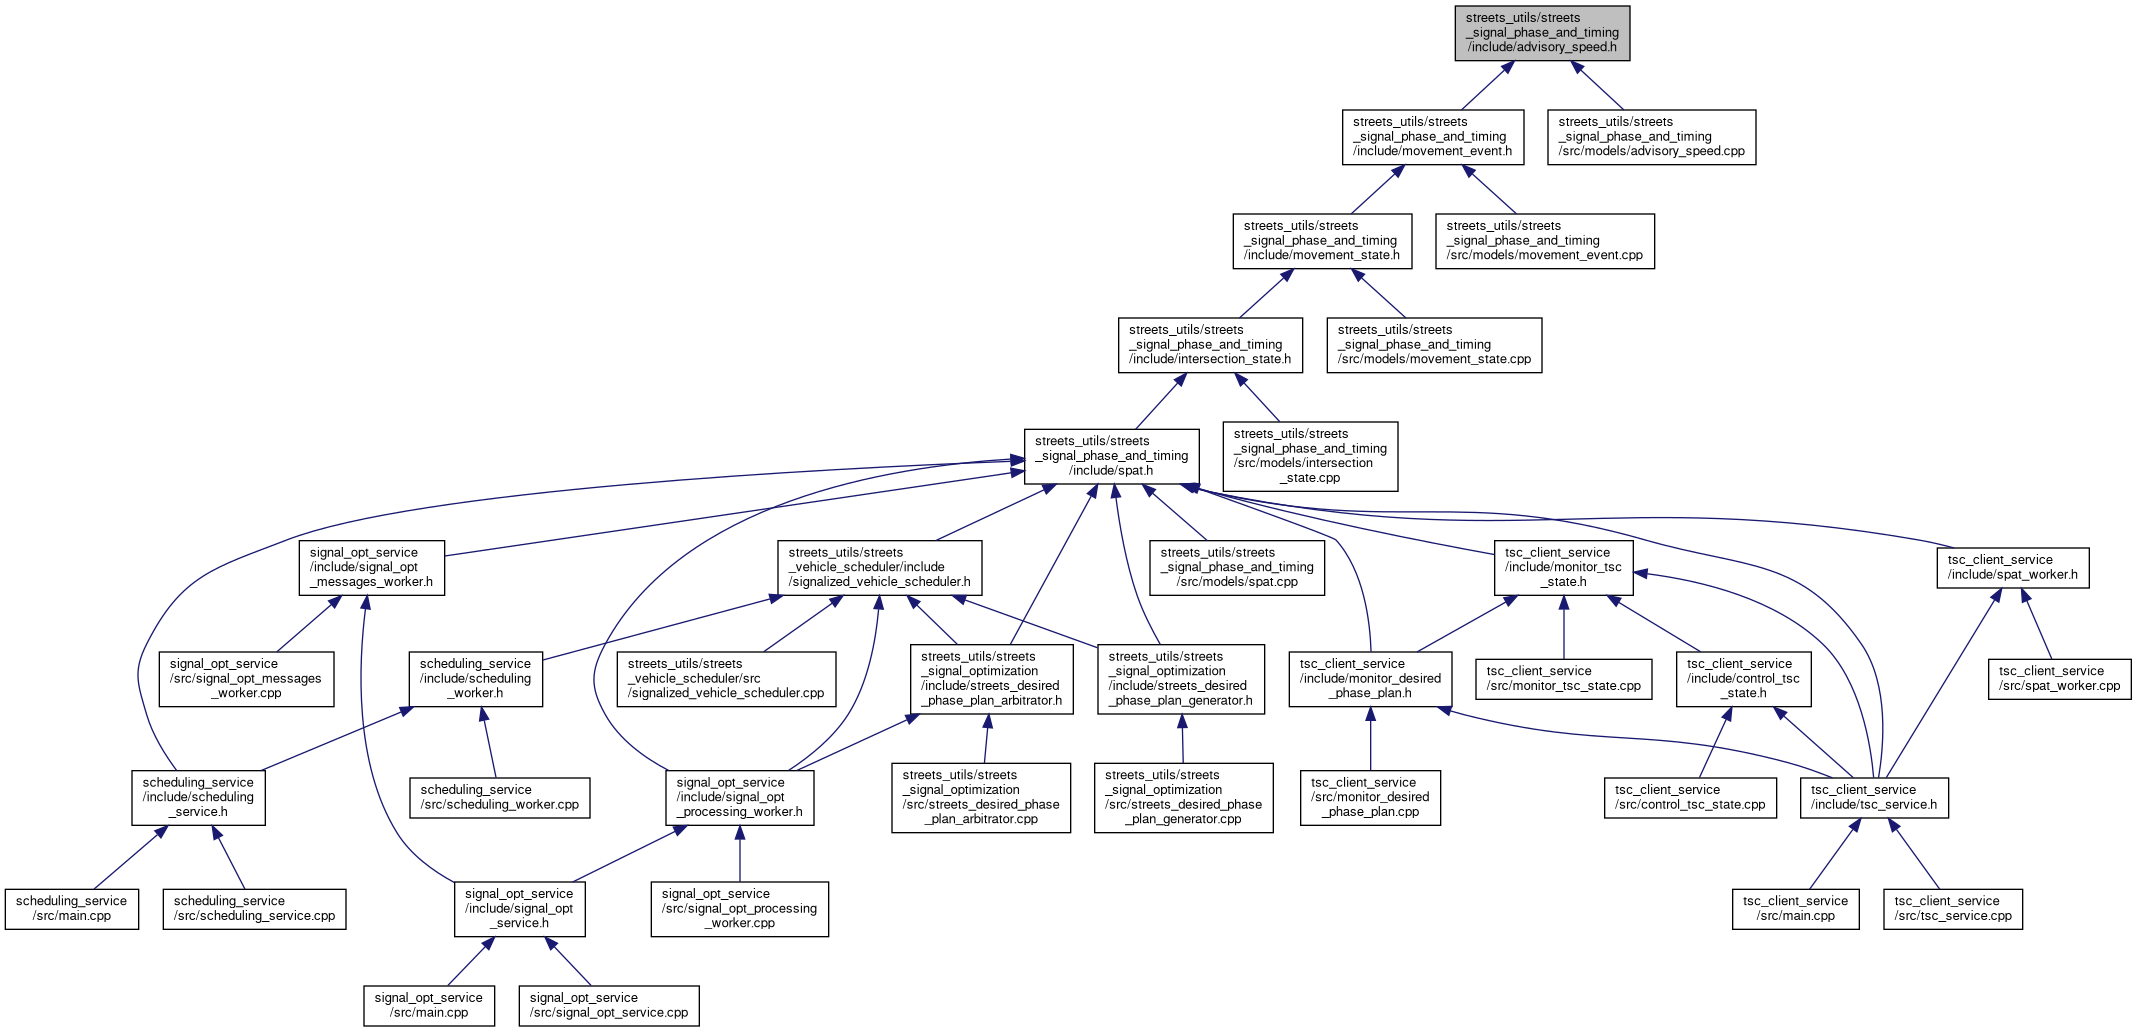 streets_utils/streets
_signal_phase_and_timing
/include/advisory_speed.h
streets_utils/streets
_signal_phase_and_timing
/include/movement_event.h
streets_utils/streets
_signal_phase_and_timing
/src/models/advisory_speed.cpp
streets_utils/streets
_signal_phase_and_timing
/include/movement_state.h
streets_utils/streets
_signal_phase_and_timing
/src/models/movement_event.cpp
streets_utils/streets
_signal_phase_and_timing
/include/intersection_state.h
streets_utils/streets
_signal_phase_and_timing
/src/models/movement_state.cpp
streets_utils/streets
_signal_phase_and_timing
/include/spat.h
streets_utils/streets
_signal_phase_and_timing
/src/models/intersection
_state.cpp
signal_opt_service
/include/signal_opt
_messages_worker.h
streets_utils/streets
_vehicle_scheduler/include
/signalized_vehicle_scheduler.h
streets_utils/streets
_signal_phase_and_timing
/src/models/spat.cpp
tsc_client_service
/include/monitor_tsc
_state.h
tsc_client_service
/include/spat_worker.h
signal_opt_service
/src/signal_opt_messages
_worker.cpp
scheduling_service
/include/scheduling
_worker.h
streets_utils/streets
_vehicle_scheduler/src
/signalized_vehicle_scheduler.cpp
streets_utils/streets
_signal_optimization
/include/streets_desired
_phase_plan_arbitrator.h
streets_utils/streets
_signal_optimization
/include/streets_desired
_phase_plan_generator.h
tsc_client_service
/include/monitor_desired
_phase_plan.h
tsc_client_service
/src/monitor_tsc_state.cpp
tsc_client_service
/include/control_tsc
_state.h
tsc_client_service
/src/spat_worker.cpp
scheduling_service
/include/scheduling
_service.h
scheduling_service
/src/scheduling_worker.cpp
signal_opt_service
/include/signal_opt
_processing_worker.h
streets_utils/streets
_signal_optimization
/src/streets_desired_phase
_plan_arbitrator.cpp
streets_utils/streets
_signal_optimization
/src/streets_desired_phase
_plan_generator.cpp
tsc_client_service
/src/monitor_desired
_phase_plan.cpp
tsc_client_service
/src/control_tsc_state.cpp
tsc_client_service
/include/tsc_service.h
scheduling_service
/src/main.cpp
scheduling_service
/src/scheduling_service.cpp
signal_opt_service
/include/signal_opt
_service.h
signal_opt_service
/src/signal_opt_processing
_worker.cpp
tsc_client_service
/src/main.cpp
tsc_client_service
/src/tsc_service.cpp
signal_opt_service
/src/main.cpp
signal_opt_service
/src/signal_opt_service.cpp